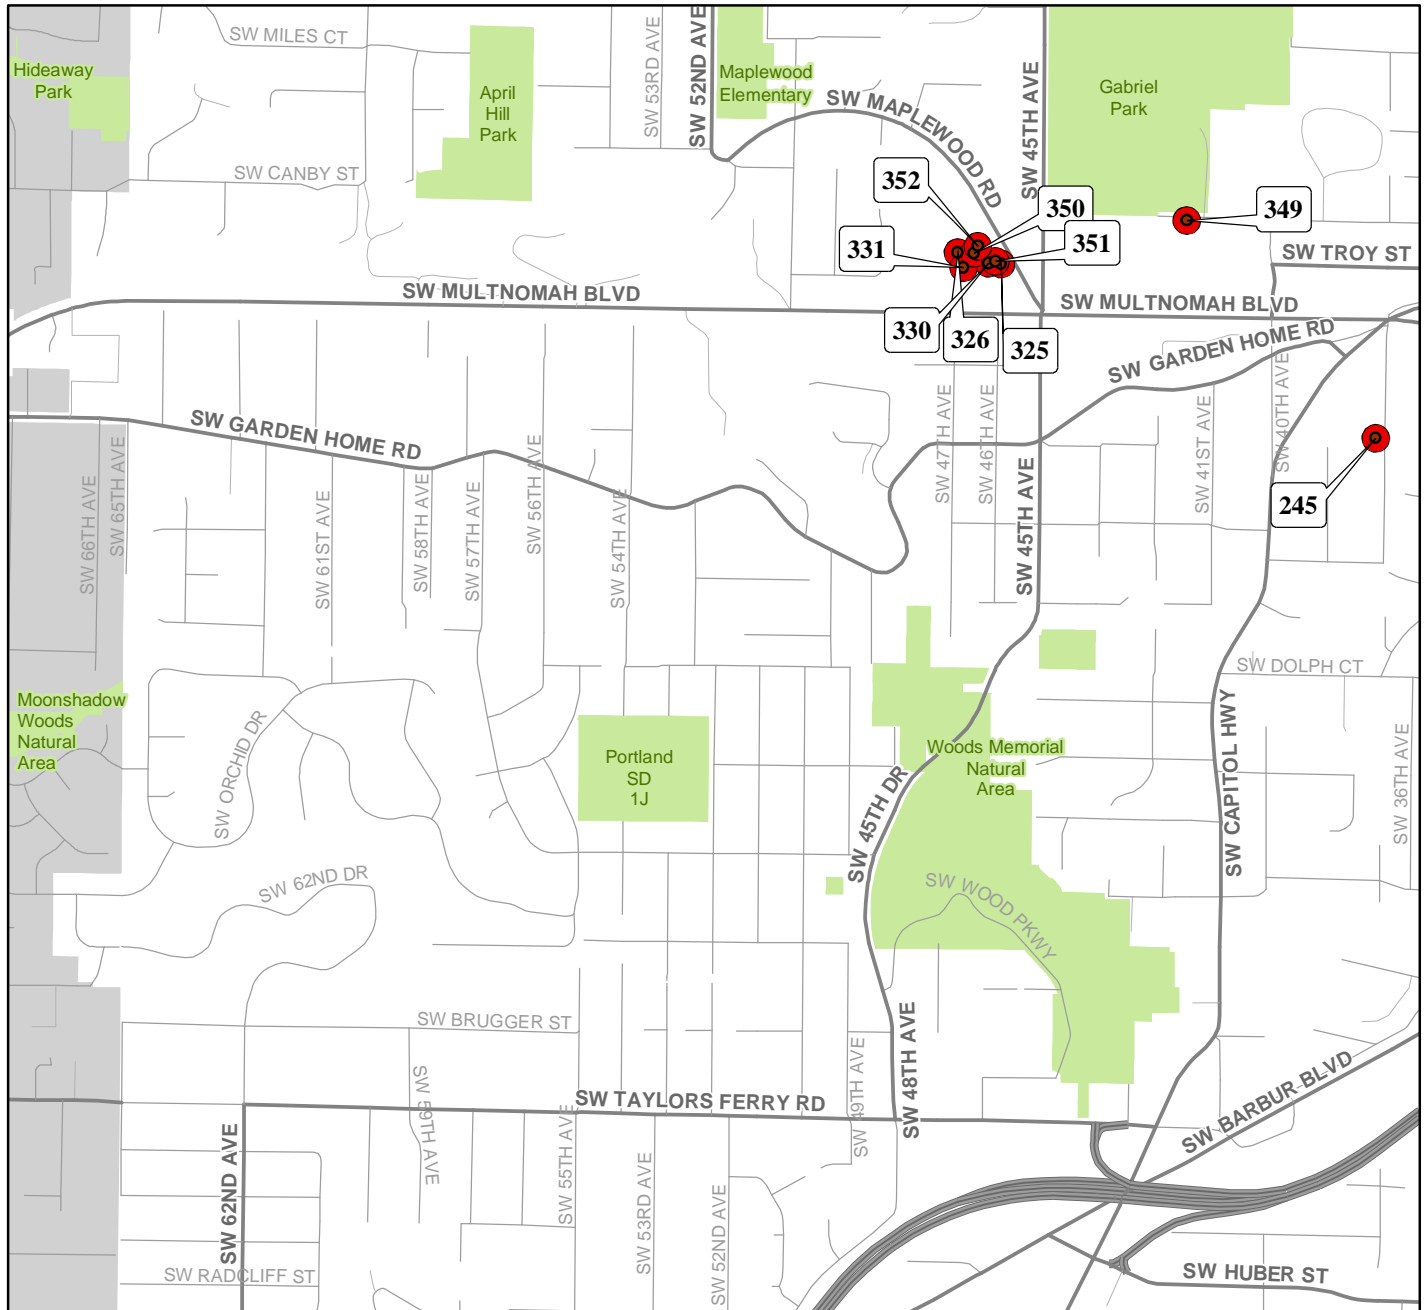 SW MILES CT
SW 53RD AVE
SW 52ND AVE
Hideaway
Park
April
Hill
Park
Maplewood
Elementary
SW MAPLEWOOD RD
SW 45TH AVE
Gabriel
Park
SW CANBY ST
352
350
349
331
351
SW TROY ST
SW MULTNOMAH BLVD
SW MULTNOMAH BLVD
330
326
325
SW GARDEN HOME RD
SW GARDEN HOME RD
SW 47TH AVE
SW 46TH AVE
SW 41ST AVE
SW 40TH AVE
245
SW 66TH AVE
SW 65TH AVE
SW 61ST AVE
SW 58TH AVE
SW 57TH AVE
SW 56TH AVE
SW 54TH AVE
SW 45TH AVE
SW DOLPH CT
Moonshadow
Woods
Natural
Area
SW ORCHID DR
Portland
SD
1J
Woods Memorial
Natural
Area
SW 45TH DR
SW CAPITOL HWY
SW 36TH AVE
SW 62ND DR
SW WOOD PKWY
SW BRUGGER ST
SW 59TH AVE
SW 49TH AVE
SW 48TH AVE
SW TAYLORS FERRY RD
SW BARBUR BLVD
SW 62ND AVE
SW 55TH AVE
SW 53RD AVE
SW 52ND AVE
SW RADCLIFF ST
SW HUBER ST